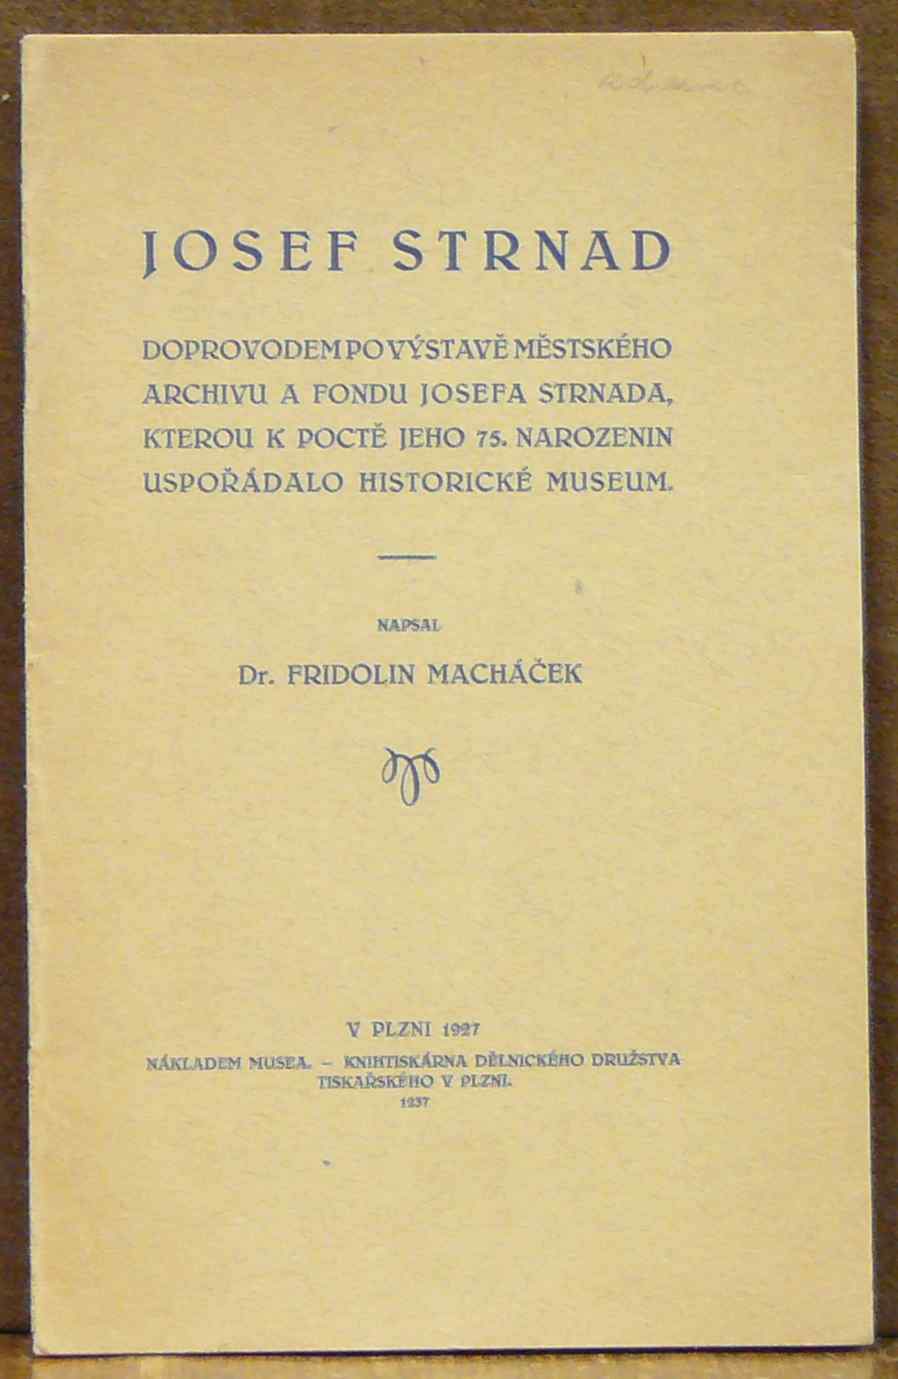 JOSEF STRNAD
DOPROVODEM PO VÝSTAVĚ MĚSTSKÉHO
ARCHIVU A FONDU JOSEFA STRNADA,
KTEROU K POCTĚ JEHO 75. NAROZENIN
USPOŘÁDALO HISTORICKÉ MUSEUM.
NAPSAL
Dr. FRIDOLIN MACHÁČEK
V PLZNI 1927
NÁKLADEM MUSEA. – KNIHTISKÁRNA DĚLNICKÉHO DRUŽSTVA
TISKAŘSKÉHO V PLZNI.
1237